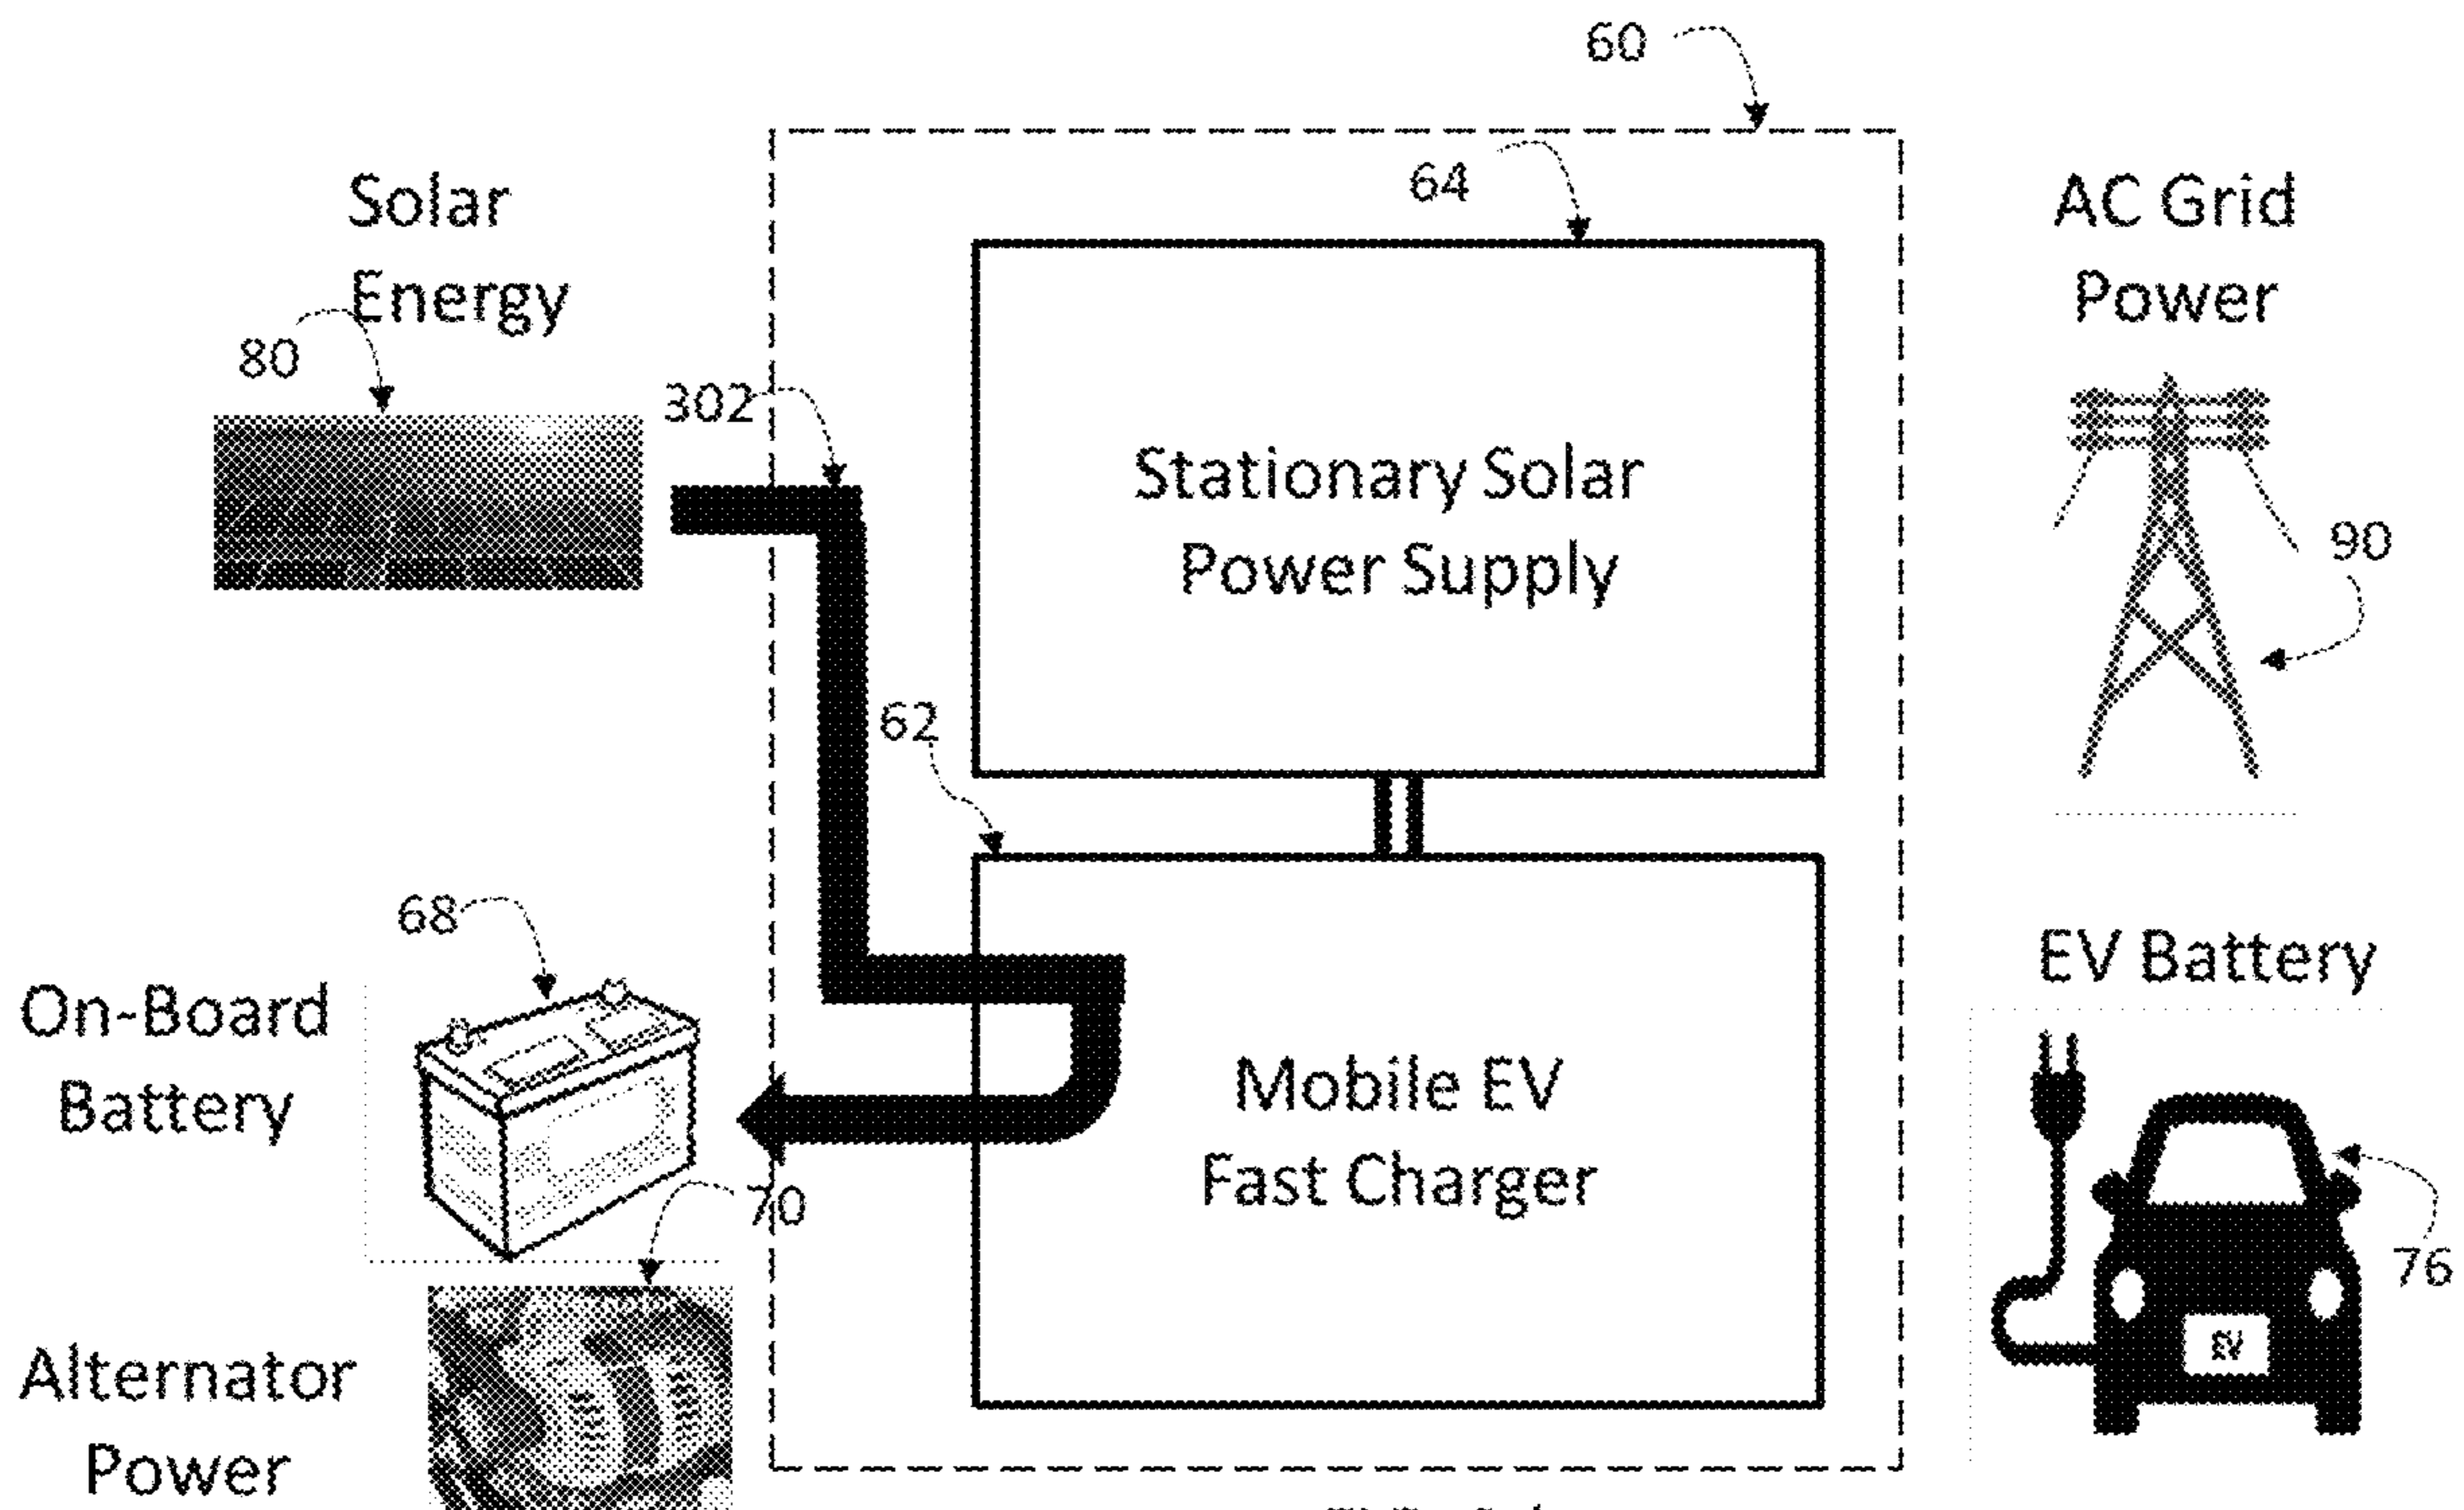 60
64
Solar
Energy
80
302
AC Grid
Power
90
Stationary Solar
Power Supply
62
68
On-Board
Battery
70
Mobile EV
Fast Charger
EV Battery
76
EV
Alternator
Power